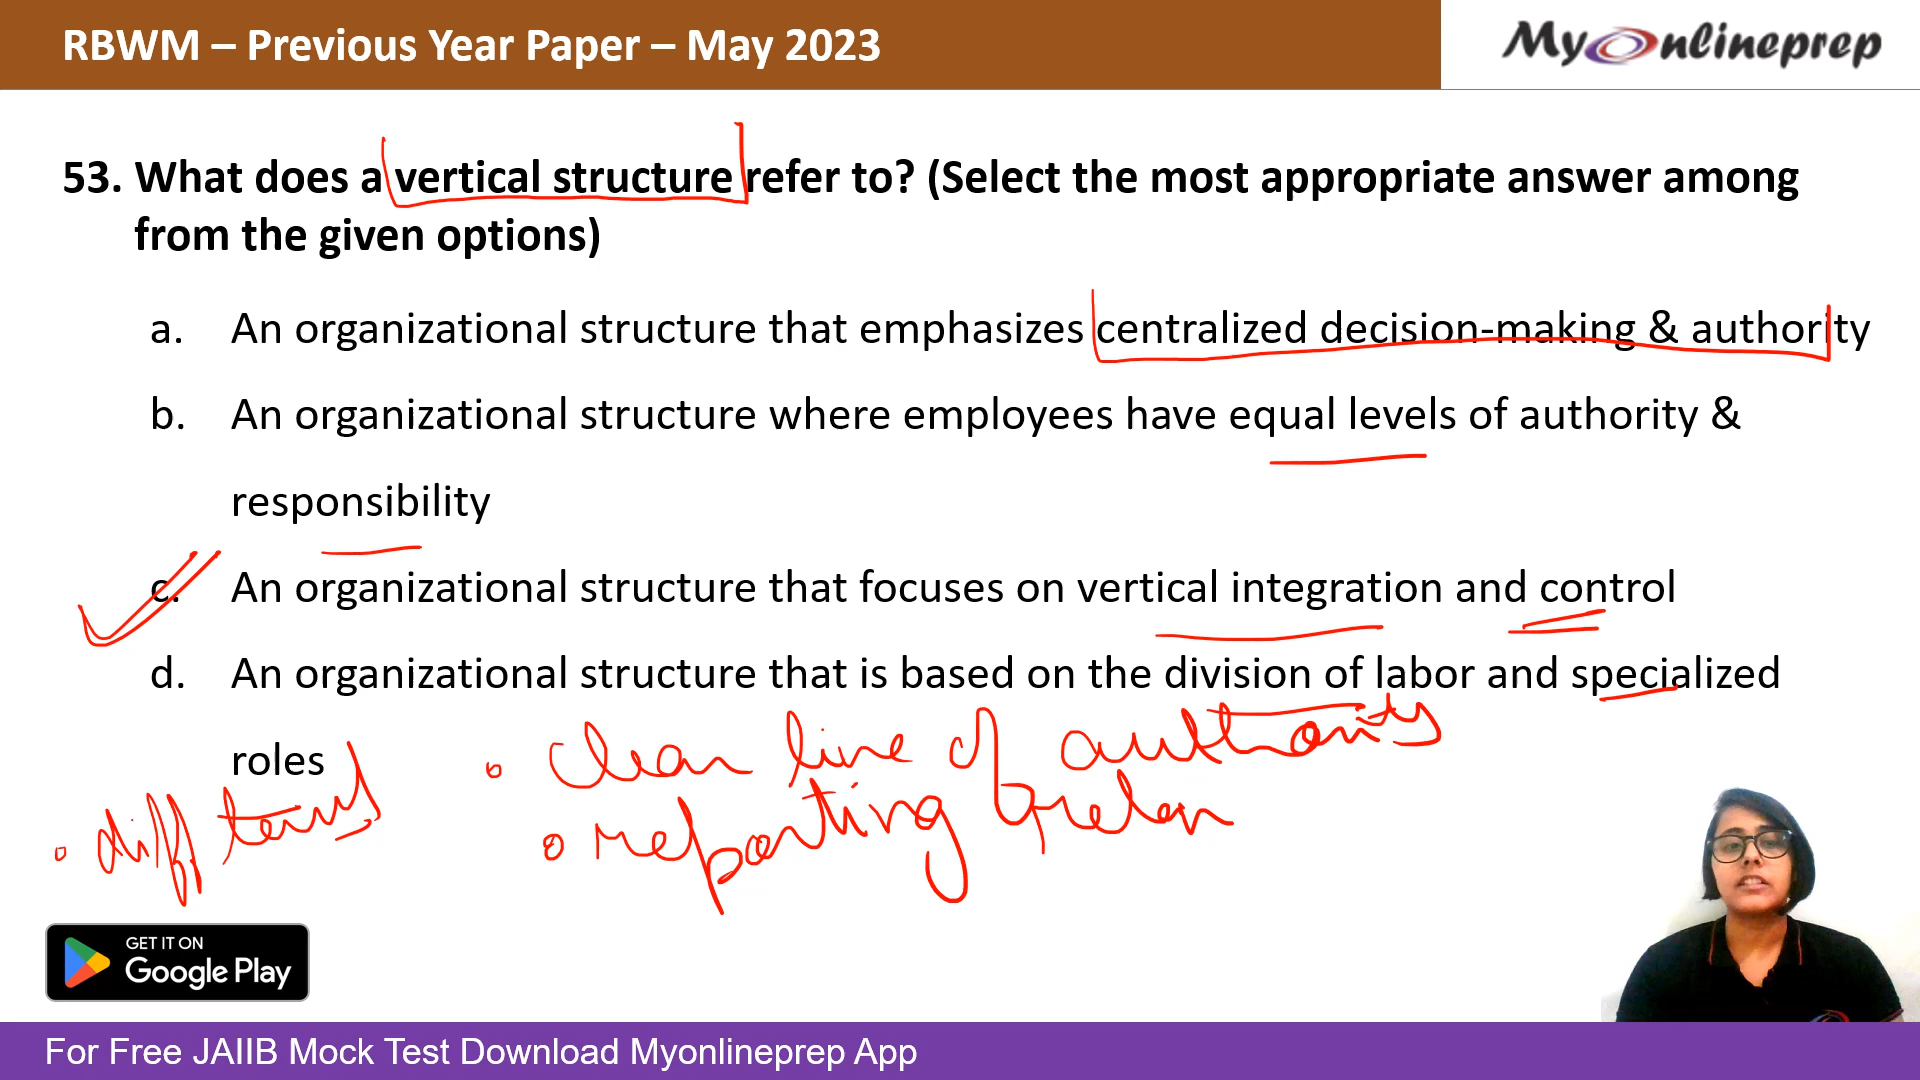 RBWM – Previous Year Paper – May 2023
Myonlineprep
53. What does a vertical structure refer to? (Select the most appropriate answer among
from the given options)
a. An organizational structure that emphasizes centralized decision-making & authority
b. An organizational structure where employees have equal levels of authority &
responsibility
c. An organizational structure that focuses on vertical integration and control
d. An organizational structure that is based on the division of labor and specialized
roles
clear line of authority
diff
reporting
GET IT ON
Google Play
For Free JAIIB Mock Test Download Myonlineprep App